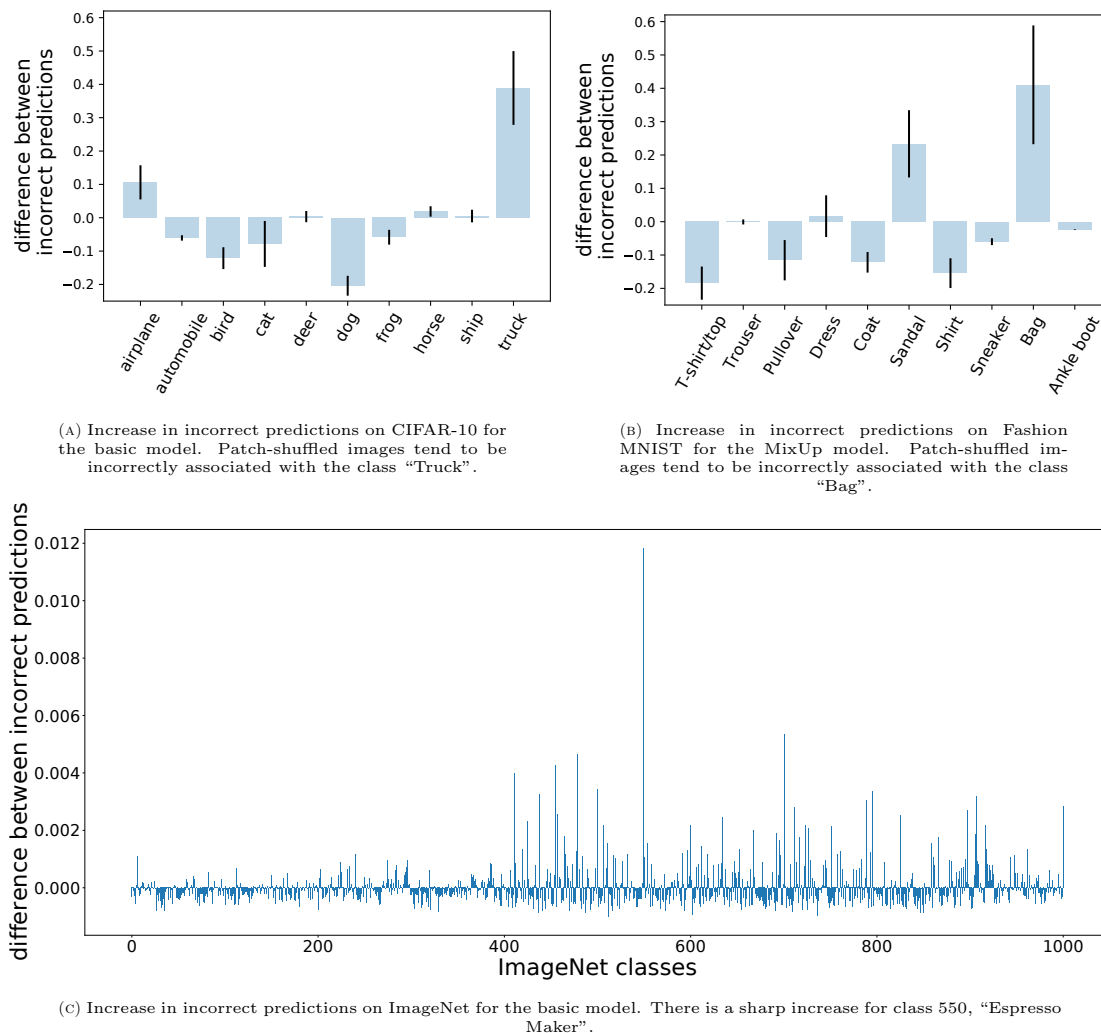 difference between
incorrect predictions
0.6
0.5
0.4
0.3
0.2
0.1
0.0
−0.1
−0.2
airplane
automobile
bird
cat
deer
dog
frog
horse
ship
truck
(A) Increase in incorrect predictions on CIFAR-10 for
the basic model. Patch-shuffled images tend to be
incorrectly associated with the class “Truck”.
difference between
incorrect predictions
0.6
0.5
0.4
0.3
0.2
0.1
0.0
−0.1
−0.2
T-shirt/top
Trouser
Pullover
Dress
Coat
Sandal
Shirt
Sneaker
Bag
Ankle boot
(B) Increase in incorrect predictions on Fashion
MNIST for the MixUp model. Patch-shuffled im-
ages tend to be incorrectly associated with the class
“Bag”.
difference between incorrect predictions
0.012
0.010
0.008
0.006
0.004
0.002
0.000
0
200
400
600
800
1000
ImageNet classes
(C) Increase in incorrect predictions on ImageNet for the basic model. There is a sharp increase for class 550, “Espresso
Maker”.